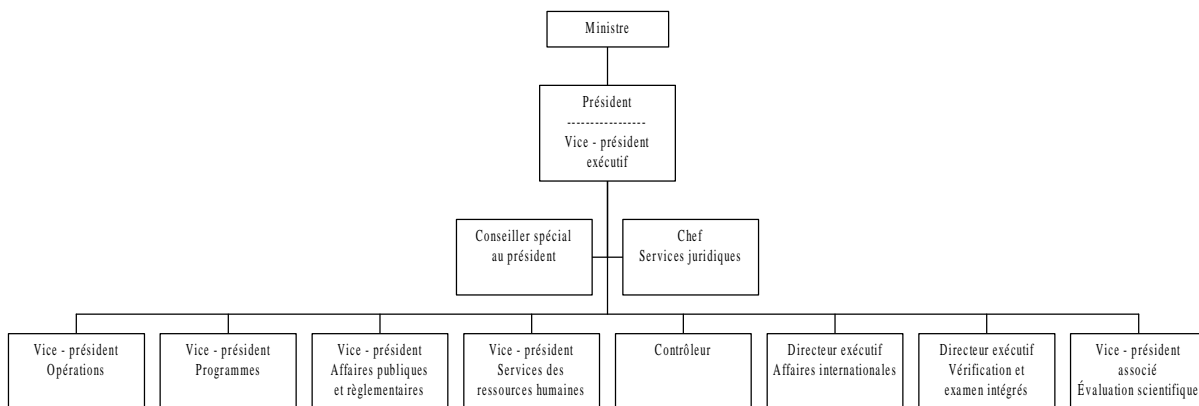 Ministre
Président
-----------------
Vice - président
exécutif
Conseiller spécial
au président
Chef
Services juridiques
Vice - président
Opérations
Vice - président
Programmes
Vice - président
Affaires publiques
et règlementaires
Vice - président
Services des
ressources humaines
Contrôleur
Directeur exécutif
Affaires internationales
Directeur exécutif
Vérification et
examen intégrés
Vice - président
associé
Évaluation scientifique